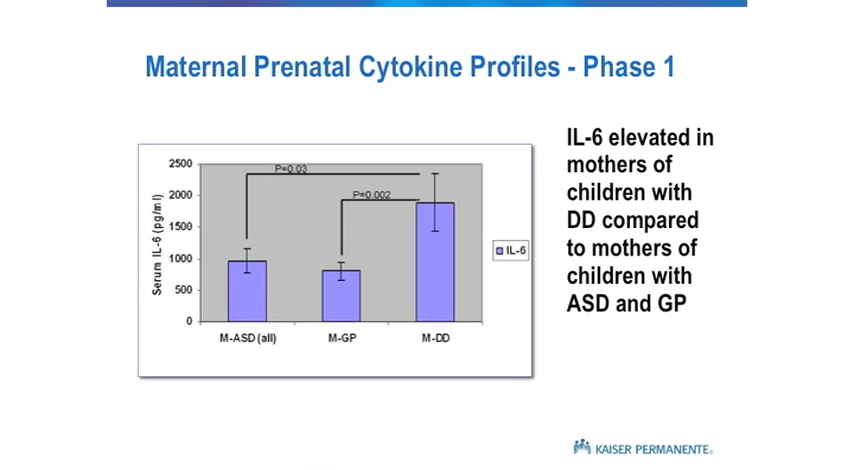 Maternal Prenatal Cytokine Profiles - Phase 1
IL-6 elevated in
mothers of
children with
DD compared
to mothers of
children with
ASD and GP
Serum IL-6 (pg/ml)
2500
2000
1500
1000
500
0
P=0.03
P=0.002
IL-6
M-ASD (all)
M-GP
M-DD
KAISER PERMANENTE®